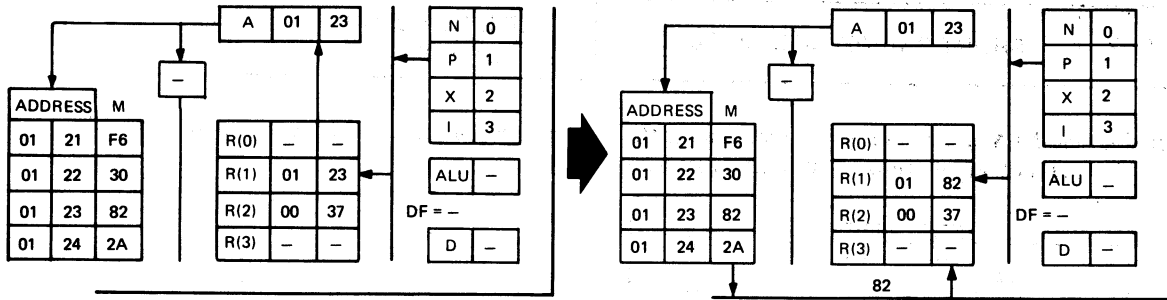 A 01 23
N 0
P 1
X 2
I 3
–
ADDRESS M
01 21 F6
01 22 30
01 23 82
01 24 2A
R(0) – –
R(1) 01 23
R(2) 00 37
R(3) – –
ALU –
DF = –
D –
A 01 23
N 0
P 1
X 2
I 3
–
ADDRESS M
01 21 F6
01 22 30
01 23 82
01 24 2A
R(0) – –
R(1) 01 82
R(2) 00 37
R(3) – –
ALU –
DF = –
D –
82